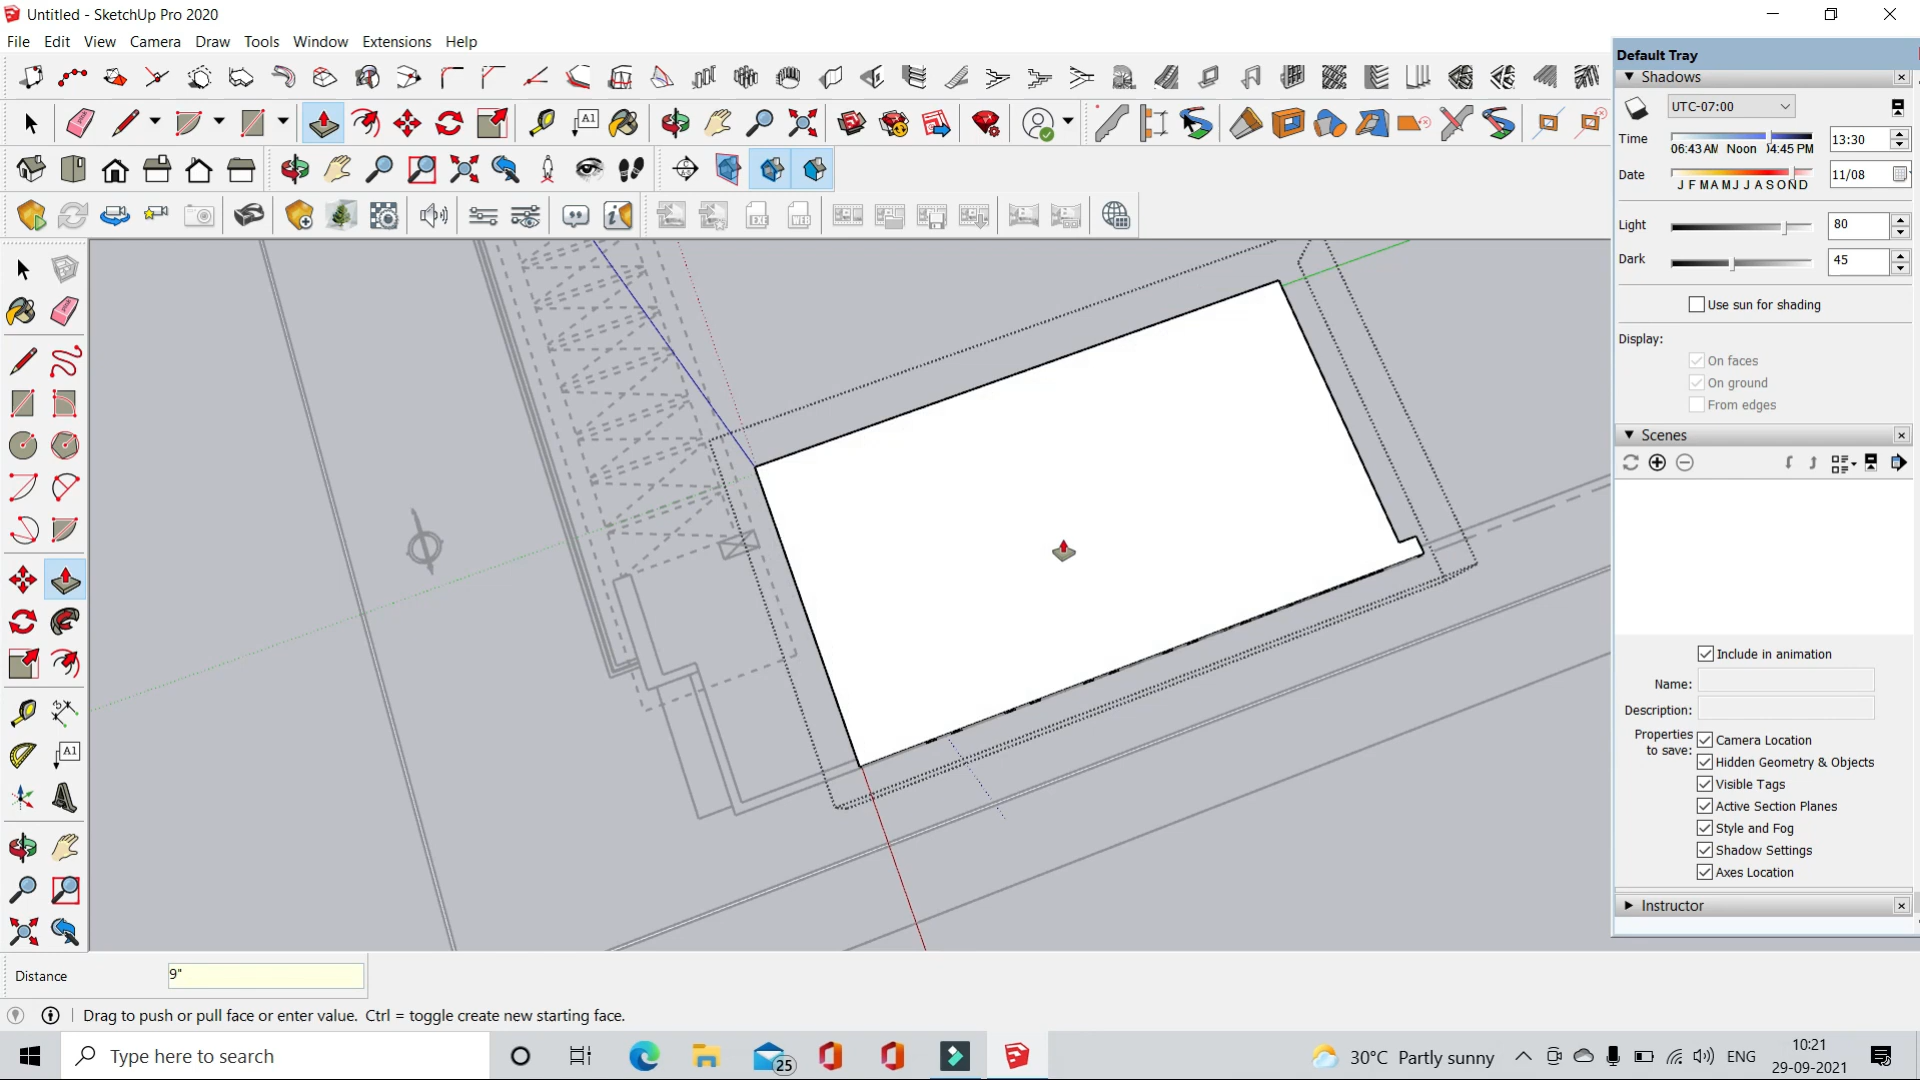 Untitled - SketchUp Pro 2020
File Edit View Camera Draw Tools Window Extensions Help
Default Tray
Shadows
UTC-07:00
Time 06:43 AM Noon 04:45 PM 13:30
Date J F M A M J J A S O N D 11/08
Light 80
Dark 45
Use sun for shading
Display:
On faces
On ground
From edges
Scenes
Include in animation
Name:
Description:
Properties to save:
Camera Location
Hidden Geometry & Objects
Visible Tags
Active Section Planes
Style and Fog
Shadow Settings
Axes Location
Instructor
A1
EXE
WEB
A1
Distance 9"
Drag to push or pull face or enter value. Ctrl = toggle create new starting face.
Type here to search
25
30°C Partly sunny
ENG
10:21
29-09-2021